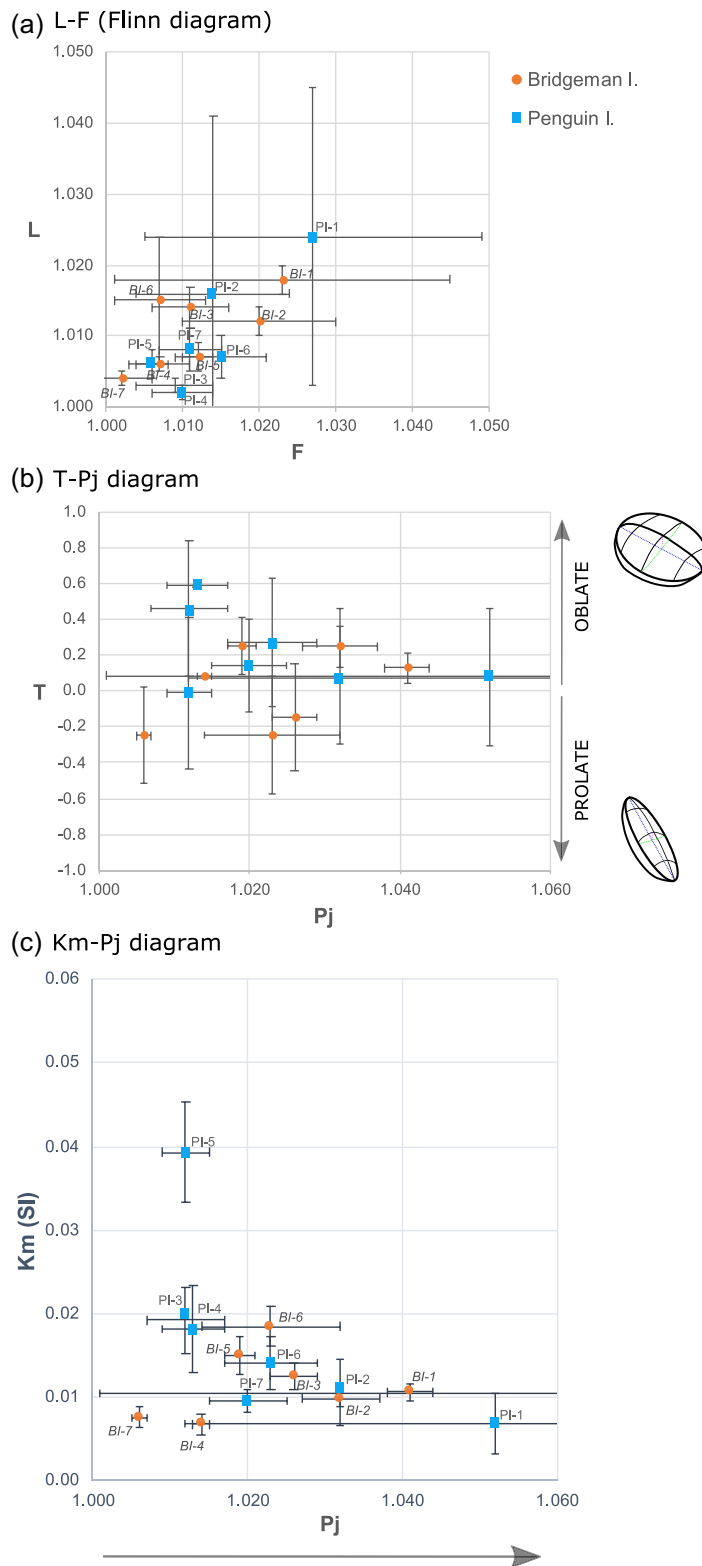 (a) L-F (Flinn diagram)
1.050
1.040
1.030
1.020
1.010
1.000
L
Bridgeman I.
Penguin I.
PI-1
BI-1
PI-2
BI-6
BI-3
BI-2
PI-7
PI-5
PI-6
BI-4
BI-5
PI-3
BI-7
PI-4
1.000 1.010 1.020 1.030 1.040 1.050
F
(b) T-Pj diagram
1.0
0.8
0.6
0.4
0.2
0.0
-0.2
-0.4
-0.6
-0.8
-1.0
T
OBLATE
PROLATE
1.000 1.020 1.040 1.060
Pj
(c) Km-Pj diagram
0.06
0.05
0.04
0.03
0.02
0.01
0.00
Km (SI)
PI-5
PI-3
PI-4
BI-6
BI-5
PI-6
PI-7
BI-3
PI-2
BI-1
BI-2
BI-7
BI-4
PI-1
1.000 1.020 1.040 1.060
Pj